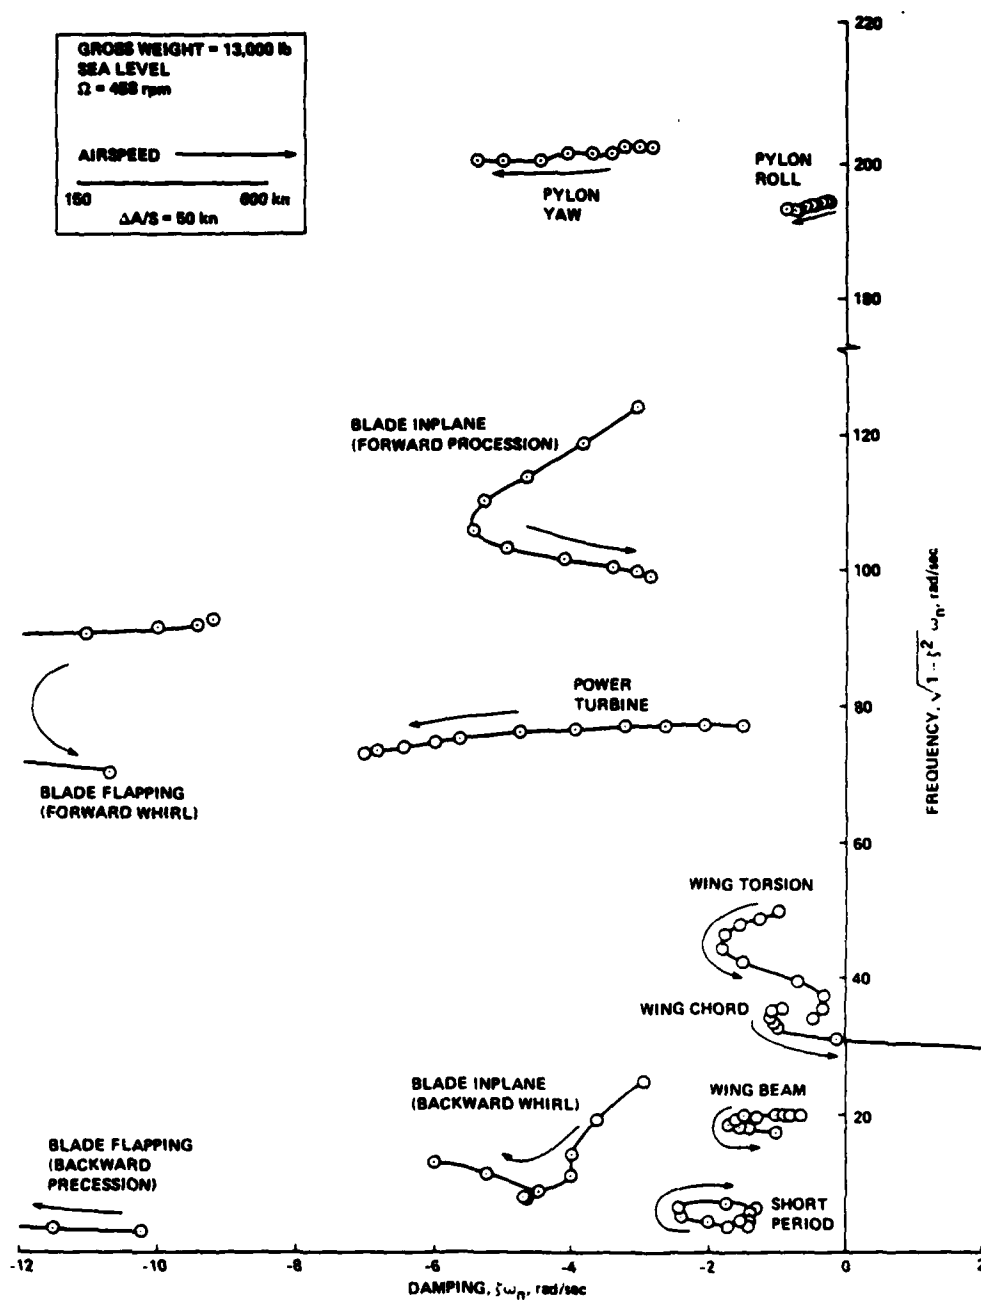 GROSS WEIGHT = 13,000 lb
SEA LEVEL
Ω = 458 rpm
AIRSPEED
150 600 kn
ΔA/S = 50 kn
220
200
180
120
100
80
60
40
20
PYLON
YAW
PYLON
ROLL
BLADE INPLANE
(FORWARD PROCESSION)
POWER
TURBINE
BLADE FLAPPING
(FORWARD WHIRL)
WING TORSION
WING CHORD
BLADE INPLANE
(BACKWARD WHIRL)
WING BEAM
BLADE FLAPPING
(BACKWARD
PRECESSION)
SHORT
PERIOD
FREQUENCY, √1 - ζ² ωn, rad/sec
-12 -10 -8 -6 -4 -2 0 2
DAMPING, ζωn, rad/sec